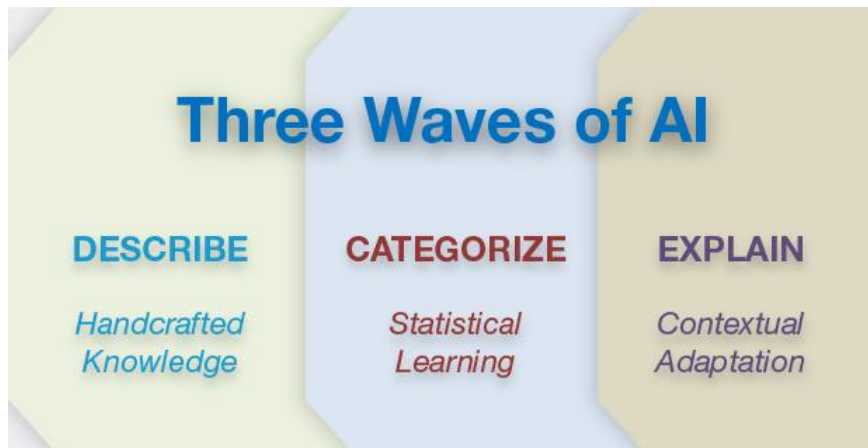 Three Waves of AI
DESCRIBE
Handcrafted
Knowledge
CATEGORIZE
Statistical
Learning
EXPLAIN
Contextual
Adaptation